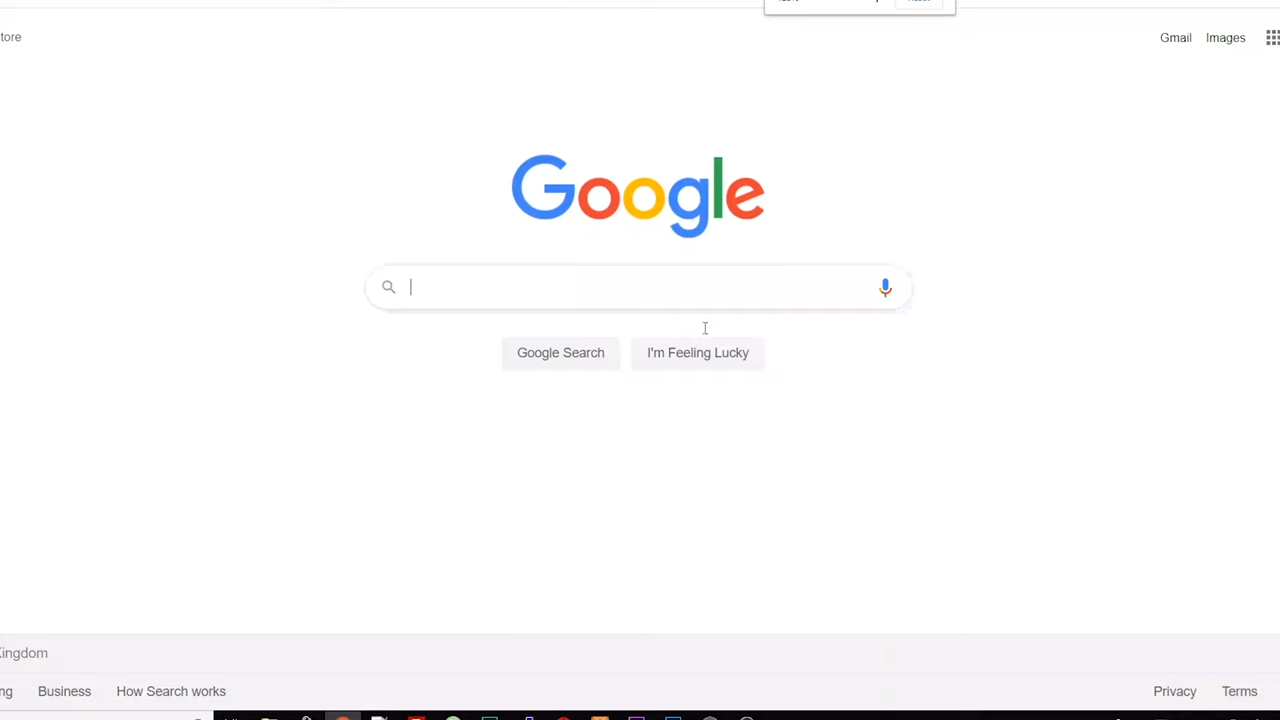 tore
Gmail Images
Google
Google Search I'm Feeling Lucky
Kingdom
ng Business How Search works
Privacy Terms